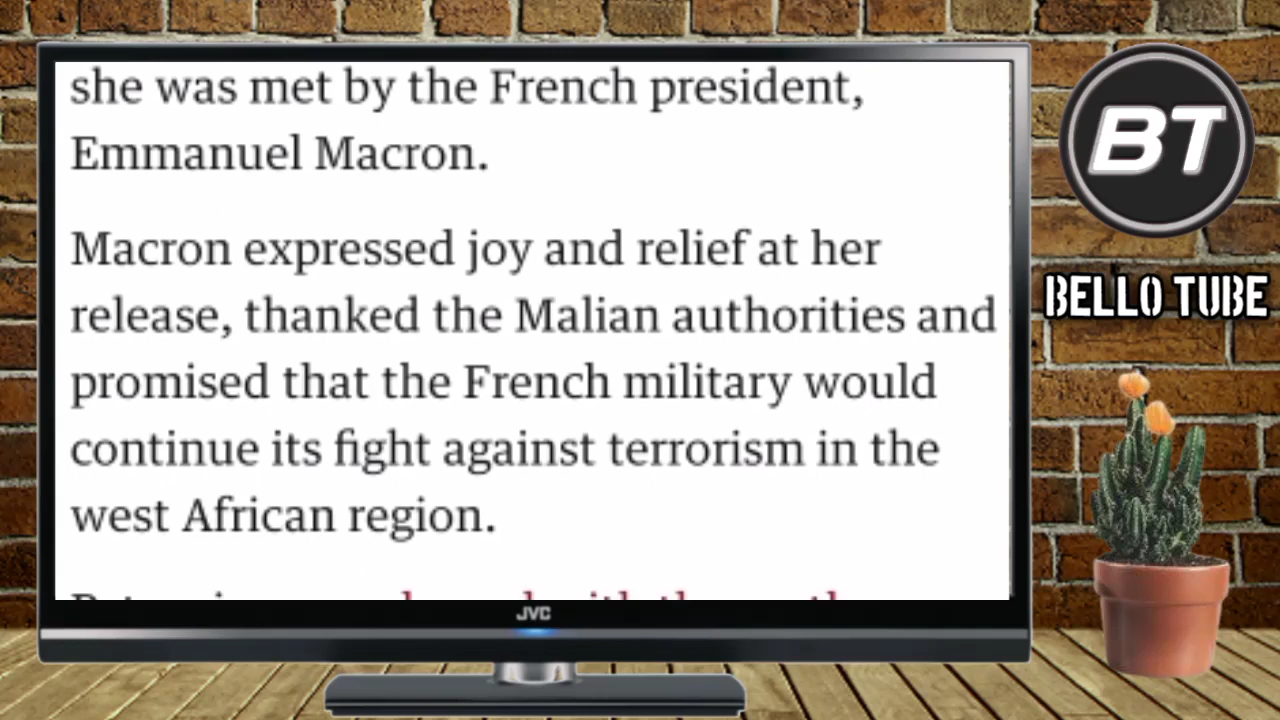 she was met by the French president,
Emmanuel Macron.
Macron expressed joy and relief at her
release, thanked the Malian authorities and
promised that the French military would
continue its fight against terrorism in the
west African region.
JVC
BT
BELLO TUBE